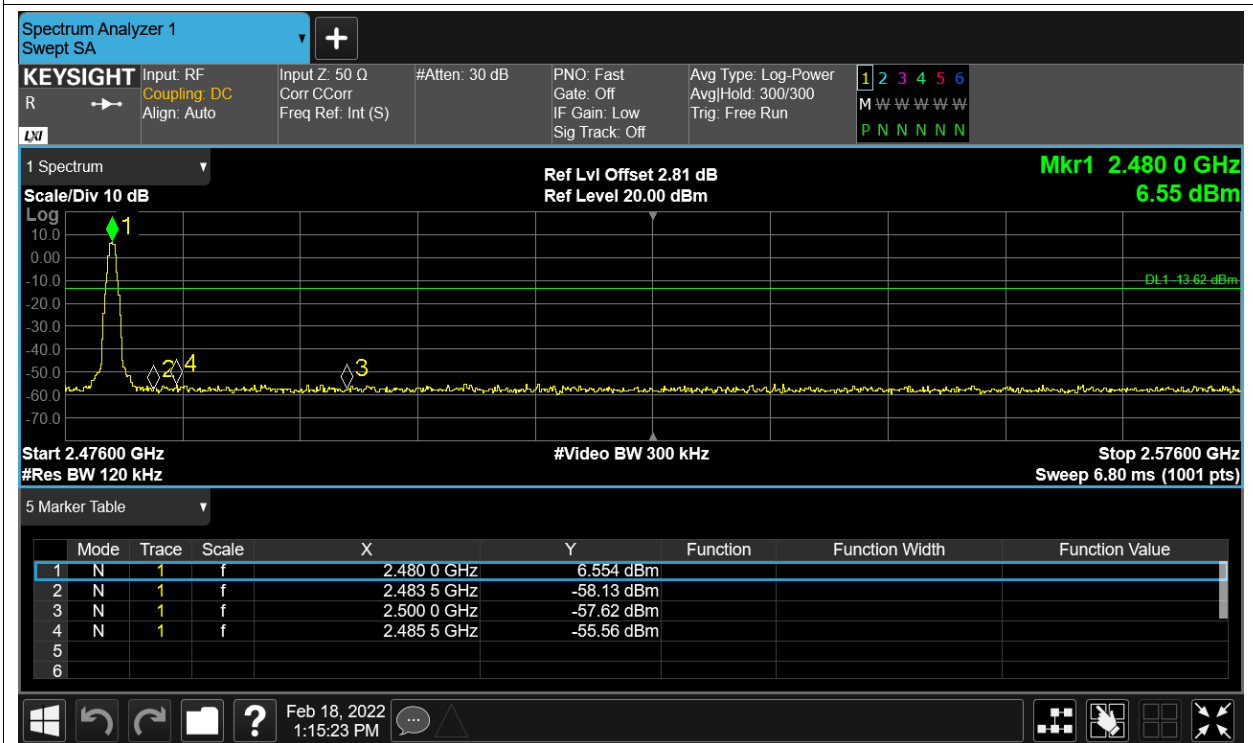 Spectrum Analyzer 1
Swept SA
KEYSIGHT Input: RF Input Z: 50 Ω #Atten: 30 dB PNO: Fast Avg Type: Log-Power 1 2 3 4 5 6
R Coupling: DC Corr CCorr Gate: Off Avg|Hold: 300/300 M W W W W W
Align: Auto Freq Ref: Int (S) IF Gain: Low Trig: Free Run
LXI Sig Track: Off P N N N N N
1 Spectrum Ref Lvl Offset 2.81 dB Mkr1 2.480 0 GHz
Scale/Div 10 dB Ref Level 20.00 dBm 6.55 dBm
Log
1
10.0
0.00
-10.0 DL1 -13.62 dBm
-20.0
-30.0
-40.0
2 4 3
-50.0
-60.0
-70.0
Start 2.47600 GHz #Video BW 300 kHz Stop 2.57600 GHz
#Res BW 120 kHz Sweep 6.80 ms (1001 pts)
5 Marker Table
Mode Trace Scale X Y Function Function Width Function Value
1 N 1 f 2.480 0 GHz 6.554 dBm
2 N 1 f 2.483 5 GHz -58.13 dBm
3 N 1 f 2.500 0 GHz -57.62 dBm
4 N 1 f 2.485 5 GHz -55.56 dBm
5
6
? Feb 18, 2022
1:15:23 PM